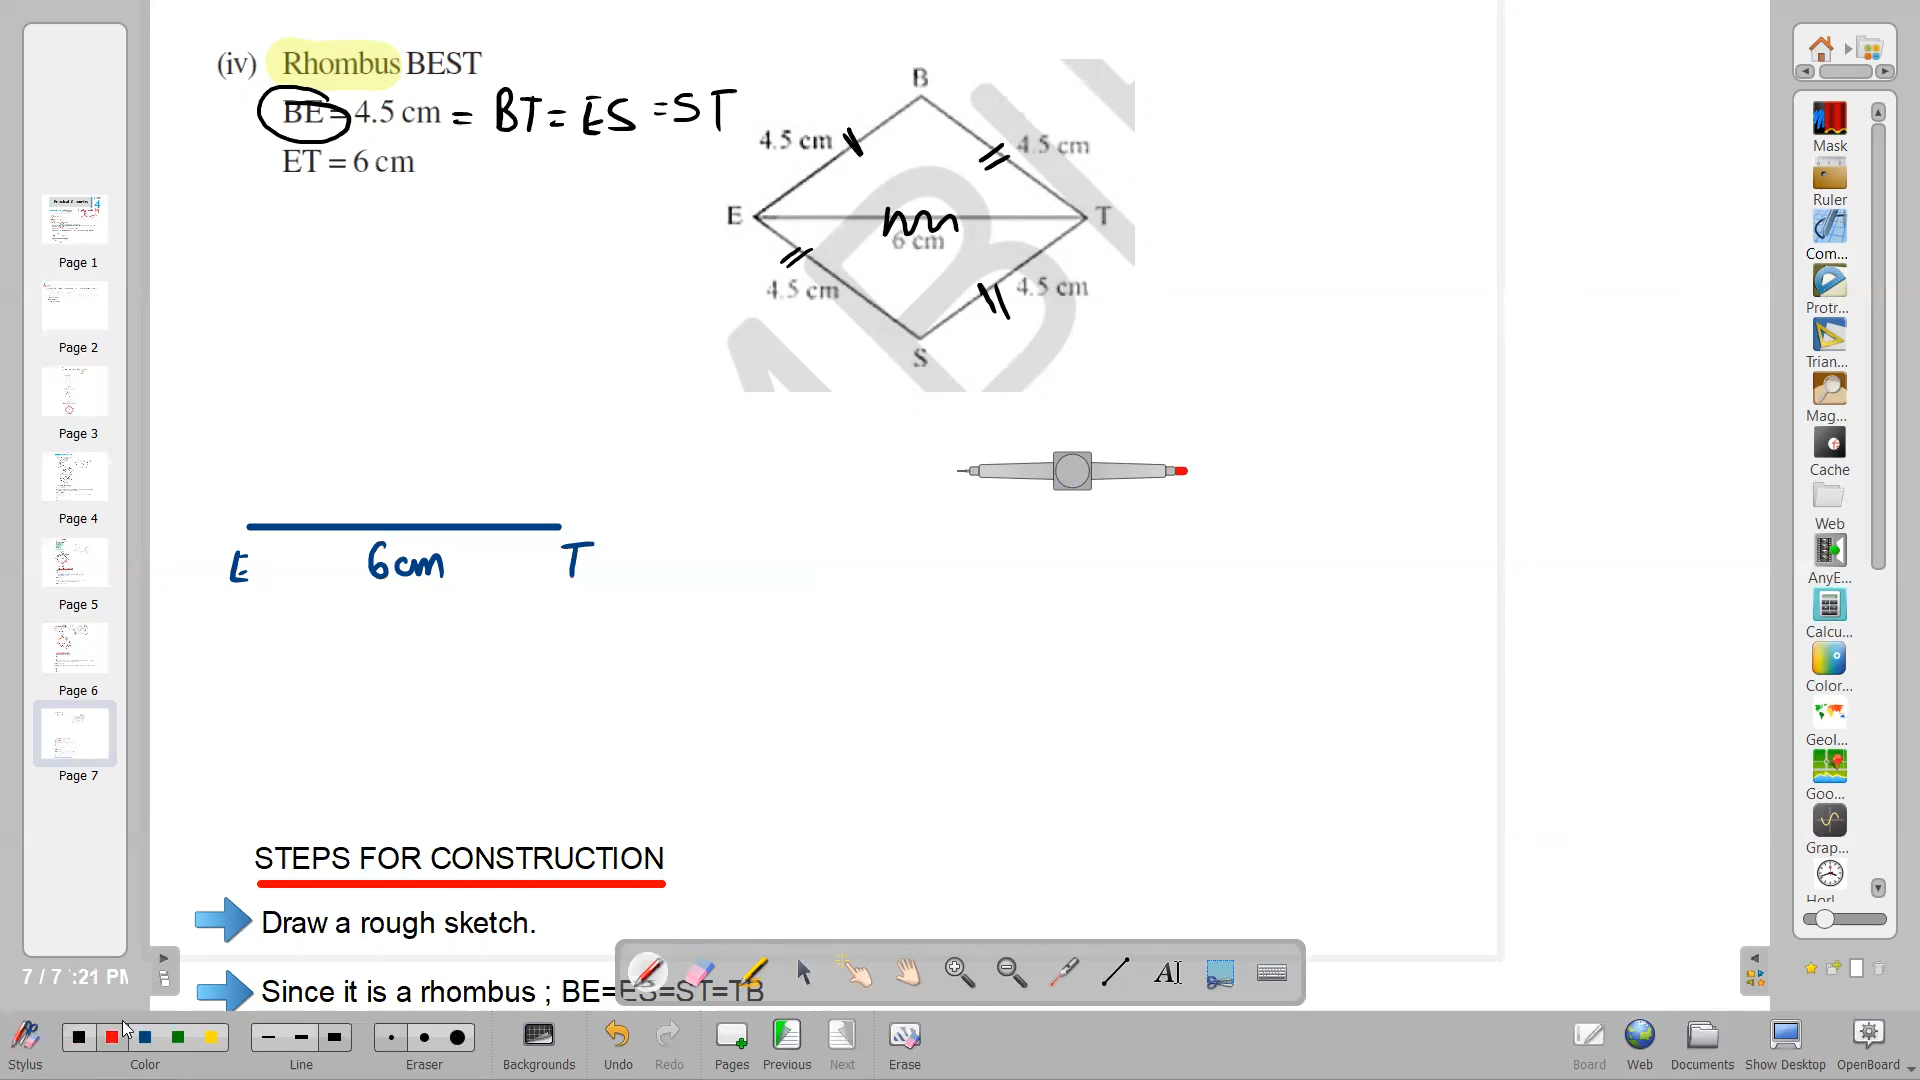 (iv) Rhombus BEST
BE = 4.5 cm = BT = ES = ST
ET = 6 cm
B
4.5 cm
4.5 cm
E
T
6 cm
4.5 cm
4.5 cm
S
E 6cm T
STEPS FOR CONSTRUCTION
Draw a rough sketch.
Since it is a rhombus ; BE=ES=ST=TB
Page 1
Page 2
Page 3
Page 4
Page 5
Page 6
Page 7
7 / 7
Mask
Ruler
Com...
Protr...
Trian...
Mag...
Cache
Web
AnyE...
Calcu...
Color...
Geol...
Goo...
Grap...
Horl
Stylus
Color
Line
Eraser
Backgrounds
Undo
Redo
Pages
Previous
Next
Erase
Board
Web
Documents
Show Desktop
OpenBoard